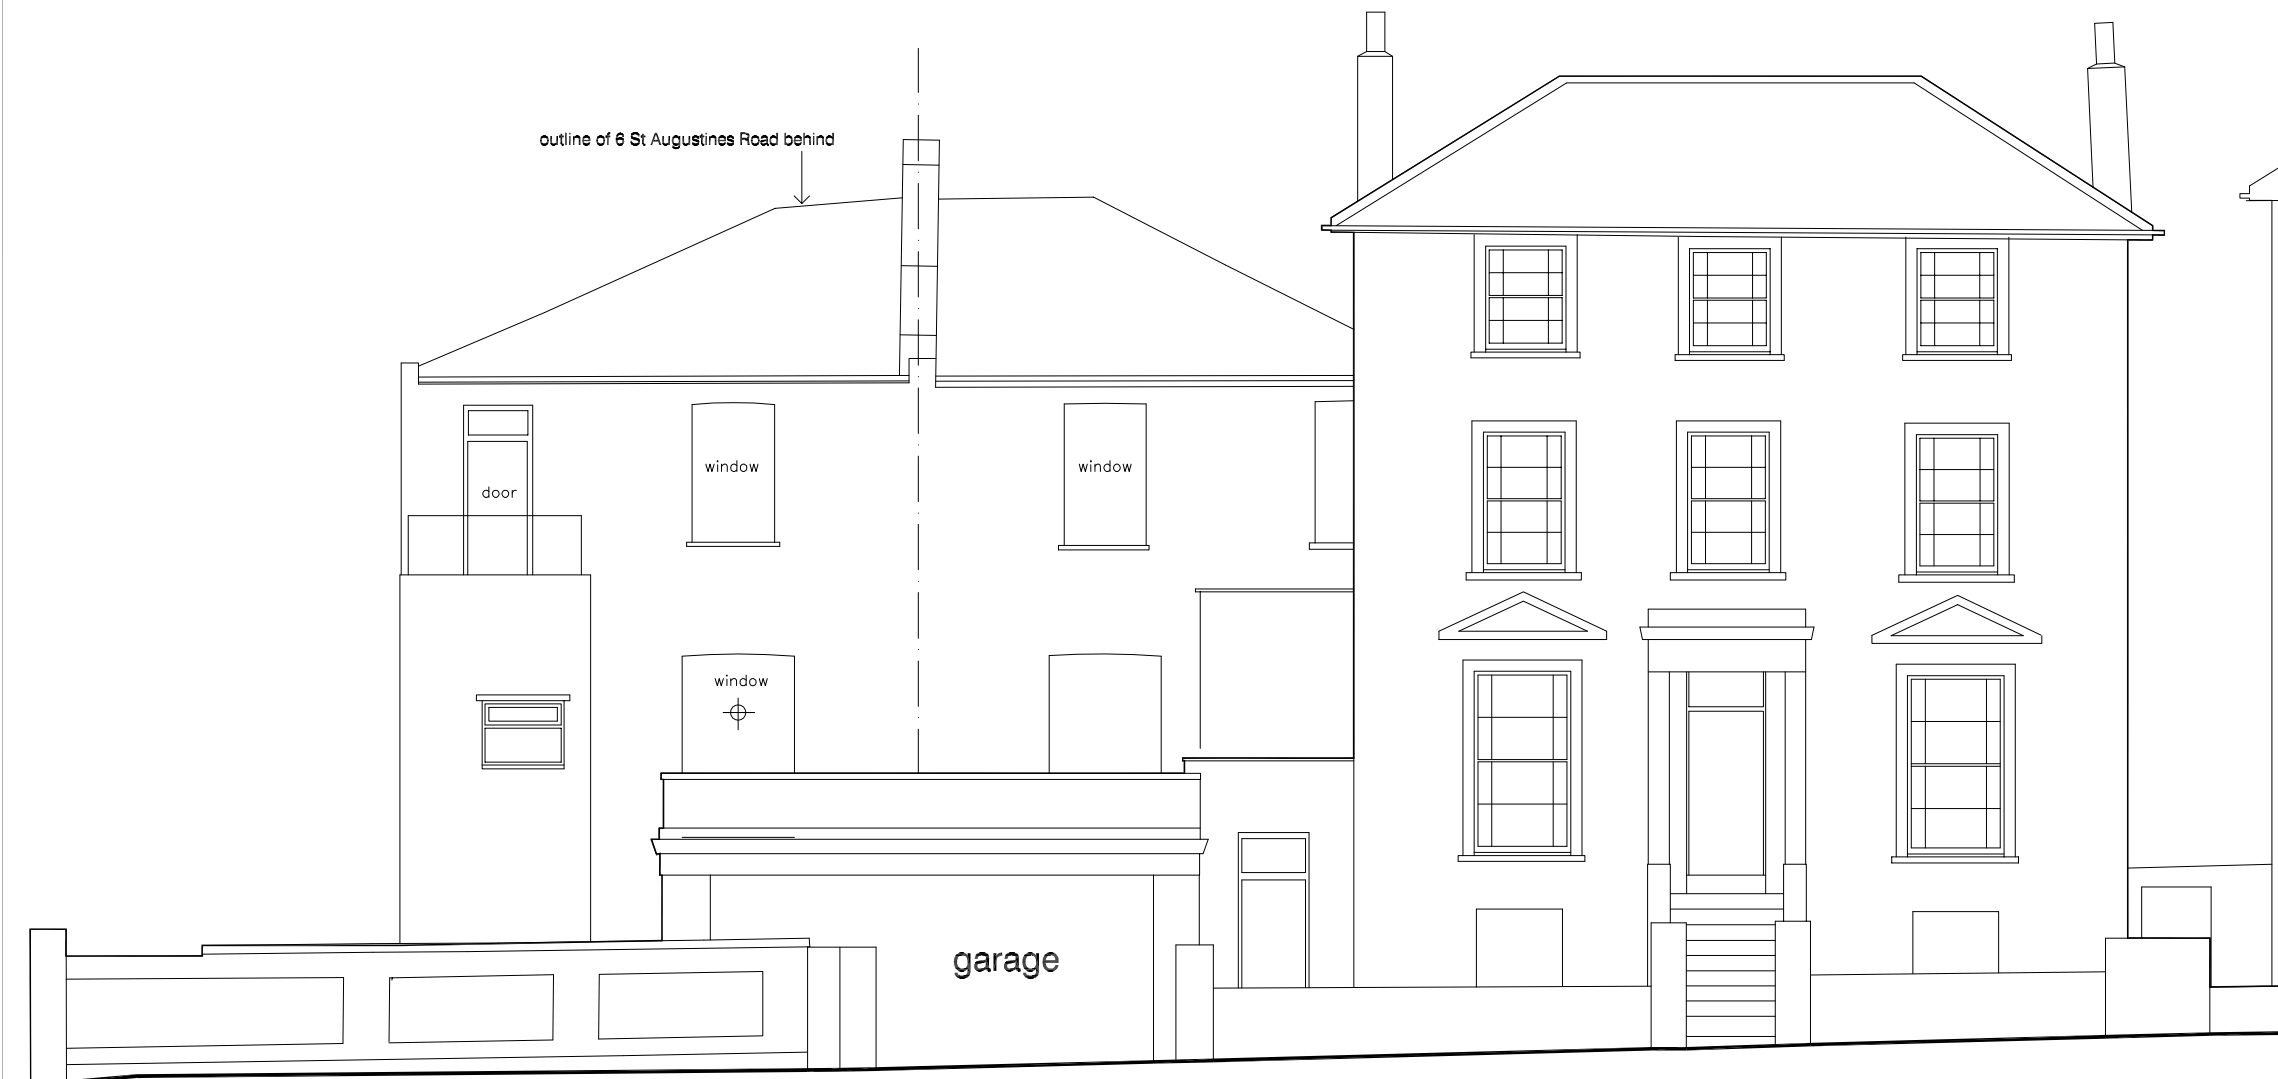 outline of 6 St Augustines Road behind
window
window
door
window
garage